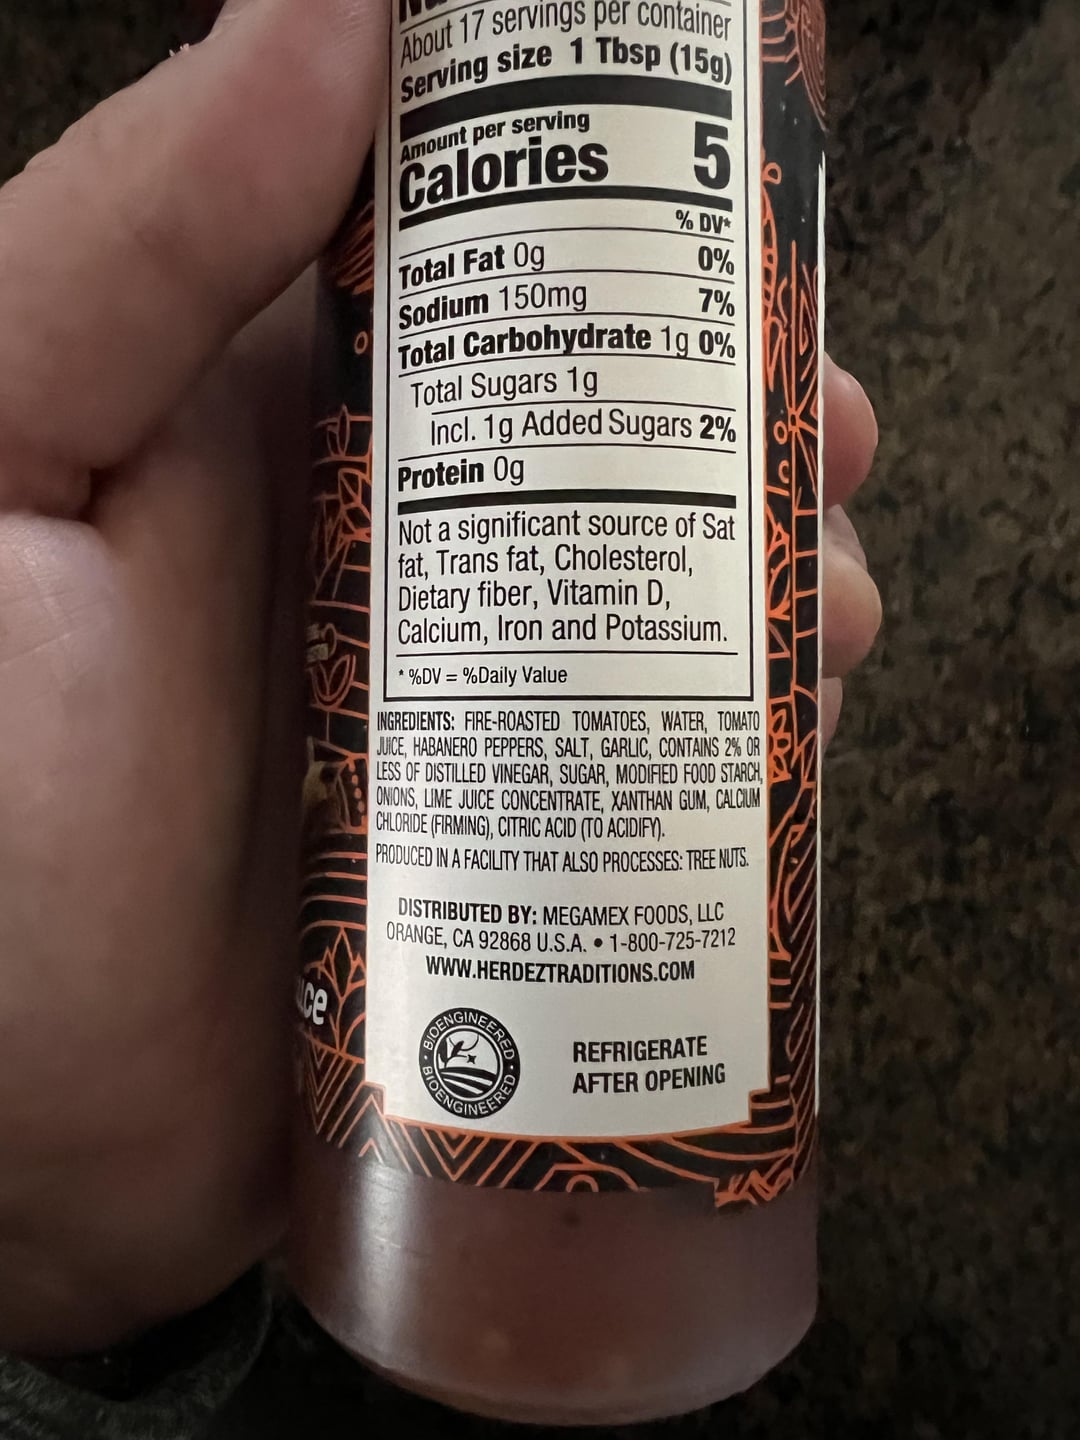 About 17 servings per container
Serving size 1 Tbsp (15g)
Amount per serving
Calories 5
% DV*
Total Fat 0g 0%
Sodium 150mg 7%
Total Carbohydrate 1g 0%
Total Sugars 1g
Incl. 1g Added Sugars 2%
Protein 0g
Not a significant source of Sat
fat, Trans fat, Cholesterol,
Dietary fiber, Vitamin D,
Calcium, Iron and Potassium.
* %DV = %Daily Value
INGREDIENTS: FIRE-ROASTED TOMATOES, WATER, TOMATO
JUICE, HABANERO PEPPERS, SALT, GARLIC, CONTAINS 2% OR
LESS OF DISTILLED VINEGAR, SUGAR, MODIFIED FOOD STARCH,
ONIONS, LIME JUICE CONCENTRATE, XANTHAN GUM, CALCIUM
CHLORIDE (FIRMING), CITRIC ACID (TO ACIDIFY).
PRODUCED IN A FACILITY THAT ALSO PROCESSES: TREE NUTS.
DISTRIBUTED BY: MEGAMEX FOODS, LLC
ORANGE, CA 92868 U.S.A. • 1-800-725-7212
WWW.HERDEZTRADITIONS.COM
BIOENGINEERED • BIOENGINEERED •
REFRIGERATE
AFTER OPENING